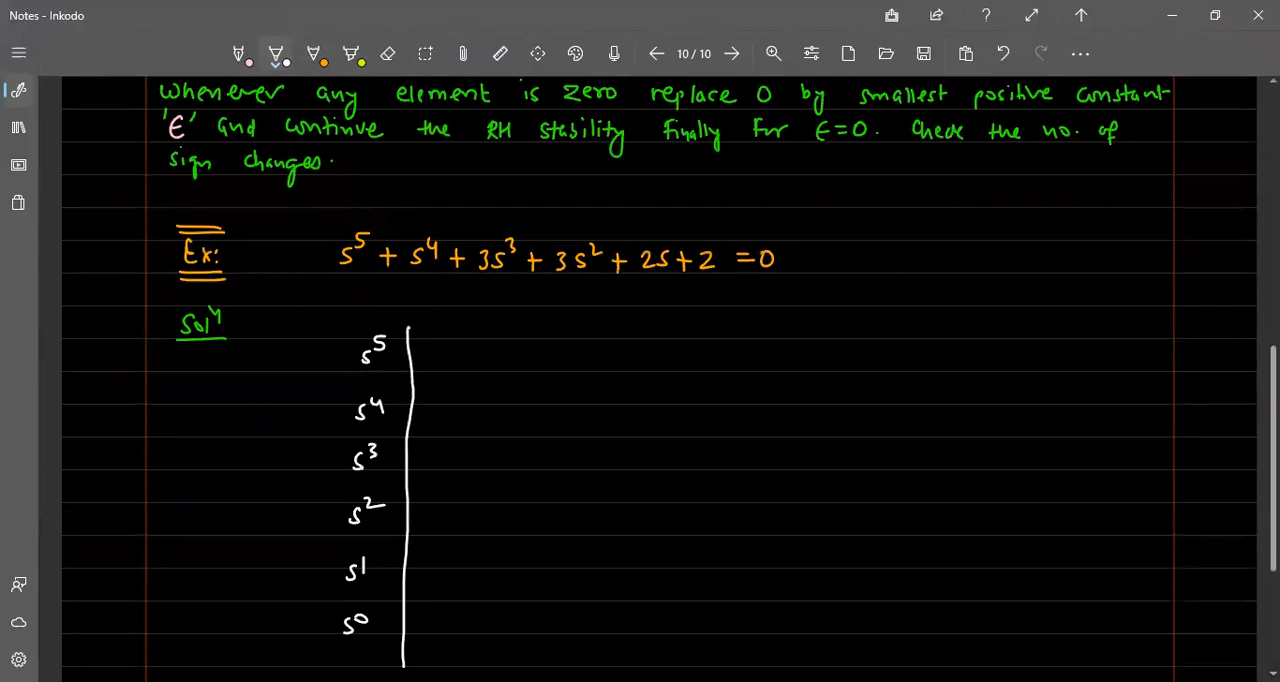 Notes - Inkodo
10/10
Whenever any element is zero replace 0 by smallest positive constant
'ϵ' and continue the RH stability finally for ϵ=0. Check the no. of
sign changes.
Ex: s⁵ + s⁴ + 3s³ + 3s² + 2s + 2 = 0
Solⁿ
s⁵
s⁴
s³
s²
s¹
s⁰